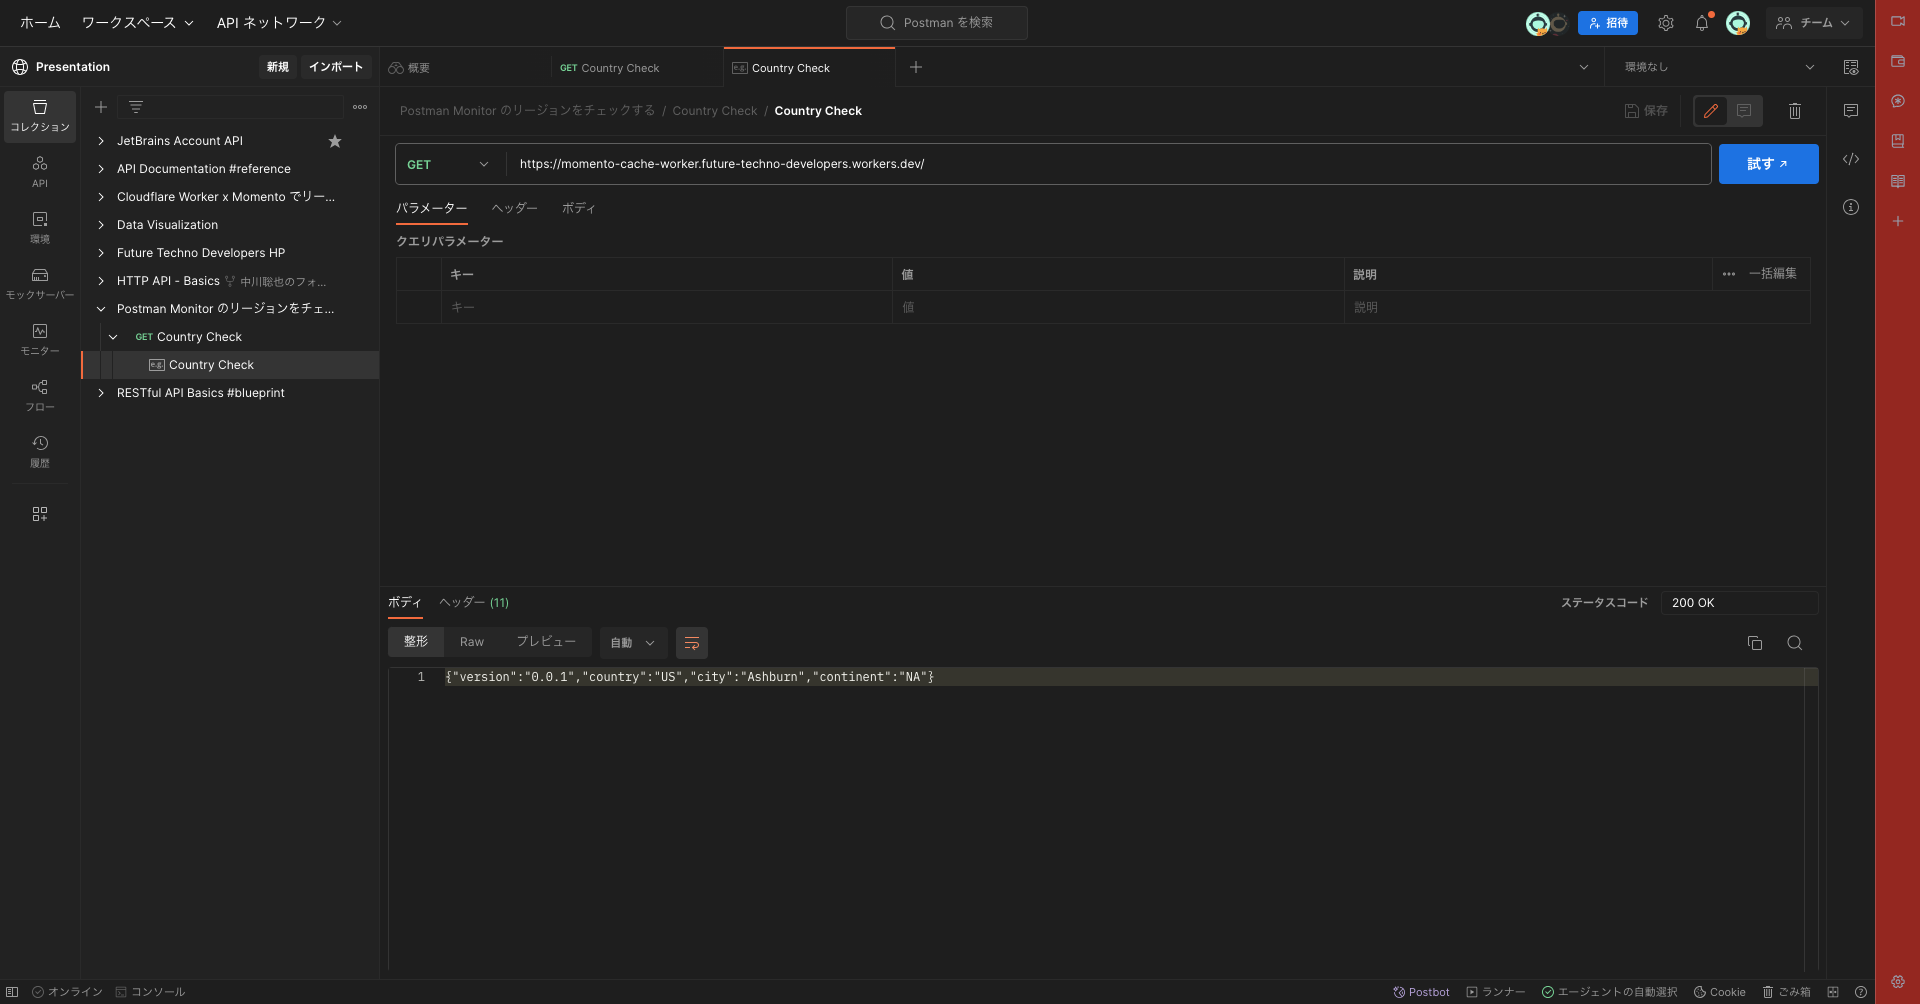 ホーム ワークスペース API ネットワーク Postman を検索 招待 チーム
Presentation 新規 インポート
概要 GET Country Check Country Check 環境なし
コレクション
API
環境
モックサーバー
モニター
フロー
履歴
JetBrains Account API
API Documentation #reference
Cloudflare Worker x Momento でリー...
Data Visualization
Future Techno Developers HP
HTTP API - Basics 中川聡也のフォ...
Postman Monitor のリージョンをチェ...
GET Country Check
e.g. Country Check
RESTful API Basics #blueprint
Postman Monitor のリージョンをチェックする / Country Check / Country Check 保存
GET https://momento-cache-worker.future-techno-developers.workers.dev/ 試す
パラメーター ヘッダー ボディ
クエリパラメーター
キー 値 説明 一括編集
キー 値 説明
ボディ ヘッダー (11) ステータスコード 200 OK
整形 Raw プレビュー 自動
1 {"version":"0.0.1","country":"US","city":"Ashburn","continent":"NA"}
オンライン コンソール Postbot ランナー エージェントの自動選択 Cookie ごみ箱